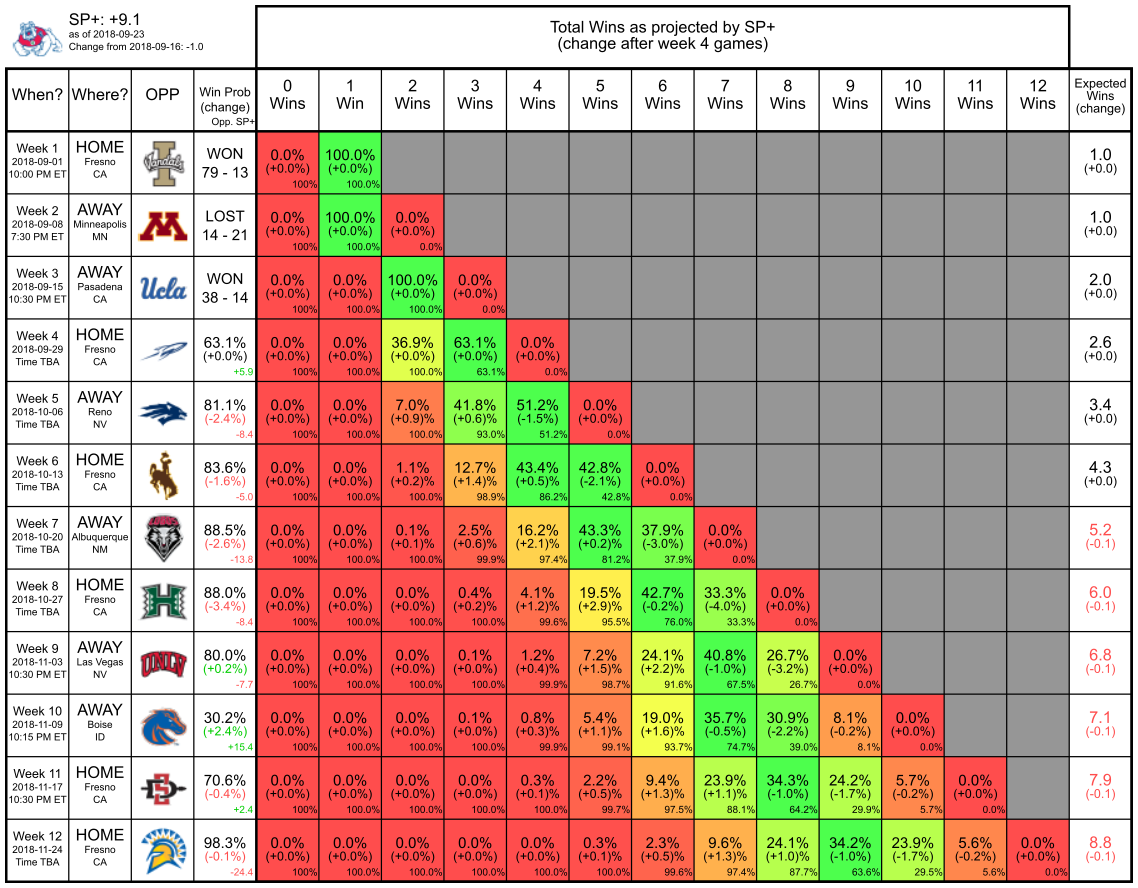 SP+: +9.1
as of 2018-09-23
Change from 2018-09-16: -1.0
Total Wins as projected by SP+
(change after week 4 games)
When? Where? OPP Win Prob (change) Opp. SP+ 0 Wins 1 Win 2 Wins 3 Wins 4 Wins 5 Wins 6 Wins 7 Wins 8 Wins 9 Wins 10 Wins 11 Wins 12 Wins Expected Wins (change)
Week 1 HOME I WON 0.0% 100.0% 1.0
2018-09-01 Fresno Vandals 79 - 13 (+0.0%) (+0.0%) (+0.0)
10:00 PM ET CA 100% 100.0%
Week 2 AWAY M LOST 0.0% 100.0% 0.0% 1.0
2018-09-08 Minneapolis 14 - 21 (+0.0%) (+0.0)% (+0.0%) (+0.0)
7:30 PM ET MN 100% 100.0% 0.0%
Week 3 AWAY Ucla WON 0.0% 0.0% 100.0% 0.0% 2.0
2018-09-15 Pasadena 38 - 14 (+0.0%) (+0.0)% (+0.0)% (+0.0%) (+0.0)
10:30 PM ET CA 100% 100.0% 100.0% 0.0%
Week 4 HOME 63.1% 0.0% 0.0% 36.9% 63.1% 0.0% 2.6
2018-09-29 Fresno (+0.0%) (+0.0%) (+0.0)% (+0.0)% (+0.0)% (+0.0%) (+0.0)
Time TBA CA +5.9 100% 100.0% 100.0% 63.1% 0.0%
Week 5 AWAY 81.1% 0.0% 0.0% 7.0% 41.8% 51.2% 0.0% 3.4
2018-10-06 Reno (-2.4%) (+0.0%) (+0.0)% (+0.9)% (+0.6)% (-1.5)% (+0.0%) (+0.0)
Time TBA NV -8.4 100% 100.0% 100.0% 93.0% 51.2% 0.0%
Week 6 HOME 83.6% 0.0% 0.0% 1.1% 12.7% 43.4% 42.8% 0.0% 4.3
2018-10-13 Fresno (-1.6%) (+0.0%) (+0.0)% (+0.2)% (+1.4)% (+0.5)% (-2.1)% (+0.0%) (+0.0)
Time TBA CA -5.0 100% 100.0% 100.0% 98.9% 86.2% 42.8% 0.0%
Week 7 AWAY LOBOS 88.5% 0.0% 0.0% 0.1% 2.5% 16.2% 43.3% 37.9% 0.0% 5.2
2018-10-20 Albuquerque (-2.6%) (+0.0%) (+0.0)% (+0.1)% (+0.6)% (+2.1)% (+0.2)% (-3.0)% (+0.0%) (-0.1)
Time TBA NM -13.8 100% 100.0% 100.0% 99.9% 97.4% 81.2% 37.9% 0.0%
Week 8 HOME H 88.0% 0.0% 0.0% 0.0% 0.4% 4.1% 19.5% 42.7% 33.3% 0.0% 6.0
2018-10-27 Fresno (-3.4%) (+0.0%) (+0.0)% (+0.0)% (+0.2)% (+1.2)% (+2.9)% (-0.2)% (-4.0)% (+0.0%) (-0.1)
Time TBA CA -8.4 100% 100.0% 100.0% 100.0% 99.6% 95.5% 76.0% 33.3% 0.0%
Week 9 AWAY UNLV 80.0% 0.0% 0.0% 0.0% 0.1% 1.2% 7.2% 24.1% 40.8% 26.7% 0.0% 6.8
2018-11-03 Las Vegas (+0.2%) (+0.0%) (+0.0)% (+0.0)% (+0.0)% (+0.4)% (+1.5)% (+2.2)% (-1.0)% (-3.2)% (+0.0%) (-0.1)
10:30 PM ET NV -7.7 100% 100.0% 100.0% 100.0% 99.9% 98.7% 91.6% 67.5% 26.7% 0.0%
Week 10 AWAY 30.2% 0.0% 0.0% 0.0% 0.1% 0.8% 5.4% 19.0% 35.7% 30.9% 8.1% 0.0% 7.1
2018-11-09 Boise (+2.4%) (+0.0%) (+0.0)% (+0.0)% (+0.0)% (+0.3)% (+1.1)% (+1.6)% (-0.5)% (-2.2)% (-0.2)% (+0.0%) (-0.1)
10:15 PM ET ID +15.4 100% 100.0% 100.0% 100.0% 99.9% 99.1% 93.7% 74.7% 39.0% 8.1% 0.0%
Week 11 HOME SD 70.6% 0.0% 0.0% 0.0% 0.0% 0.3% 2.2% 9.4% 23.9% 34.3% 24.2% 5.7% 0.0% 7.9
2018-11-17 Fresno (-0.4%) (+0.0%) (+0.0)% (+0.0)% (+0.0)% (+0.1)% (+0.5)% (+1.3)% (+1.1)% (-1.0)% (-1.7)% (-0.2)% (+0.0%) (-0.1)
10:30 PM ET CA +2.4 100% 100.0% 100.0% 100.0% 100.0% 99.7% 97.5% 88.1% 64.2% 29.9% 5.7% 0.0%
Week 12 HOME 98.3% 0.0% 0.0% 0.0% 0.0% 0.0% 0.3% 2.3% 9.6% 24.1% 34.2% 23.9% 5.6% 0.0% 8.8
2018-11-24 Fresno (-0.1%) (+0.0%) (+0.0)% (+0.0)% (+0.0)% (+0.0)% (+0.1)% (+0.5)% (+1.3)% (+1.0)% (-1.0)% (-1.7)% (-0.2)% (+0.0%) (-0.1)
Time TBA CA -24.4 100% 100.0% 100.0% 100.0% 100.0% 100.0% 99.6% 97.4% 87.7% 63.6% 29.5% 5.6% 0.0%